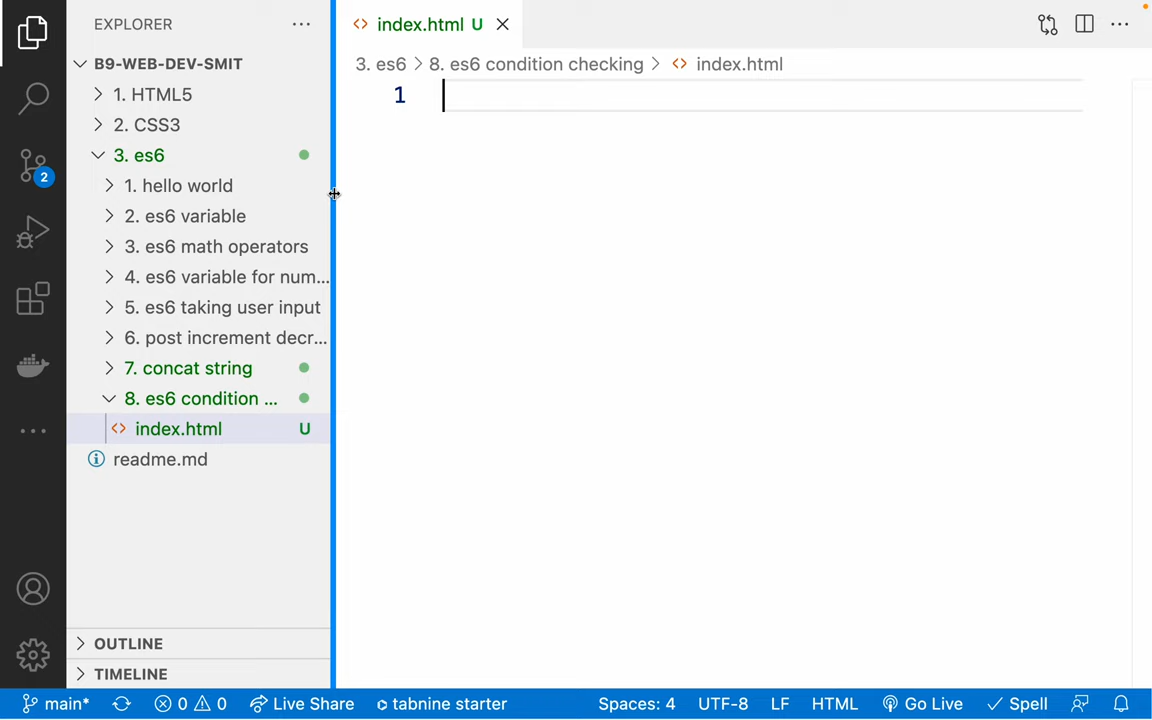 EXPLORER
B9-WEB-DEV-SMIT
1. HTML5
2. CSS3
3. es6
1. hello world
2. es6 variable
3. es6 math operators
4. es6 variable for num...
5. es6 taking user input
6. post increment decr...
7. concat string
8. es6 condition ...
index.html U
readme.md
OUTLINE
TIMELINE
2
index.html U
3. es6 > 8. es6 condition checking > index.html
1
main* 0 0 Live Share tabnine starter Spaces: 4 UTF-8 LF HTML Go Live Spell